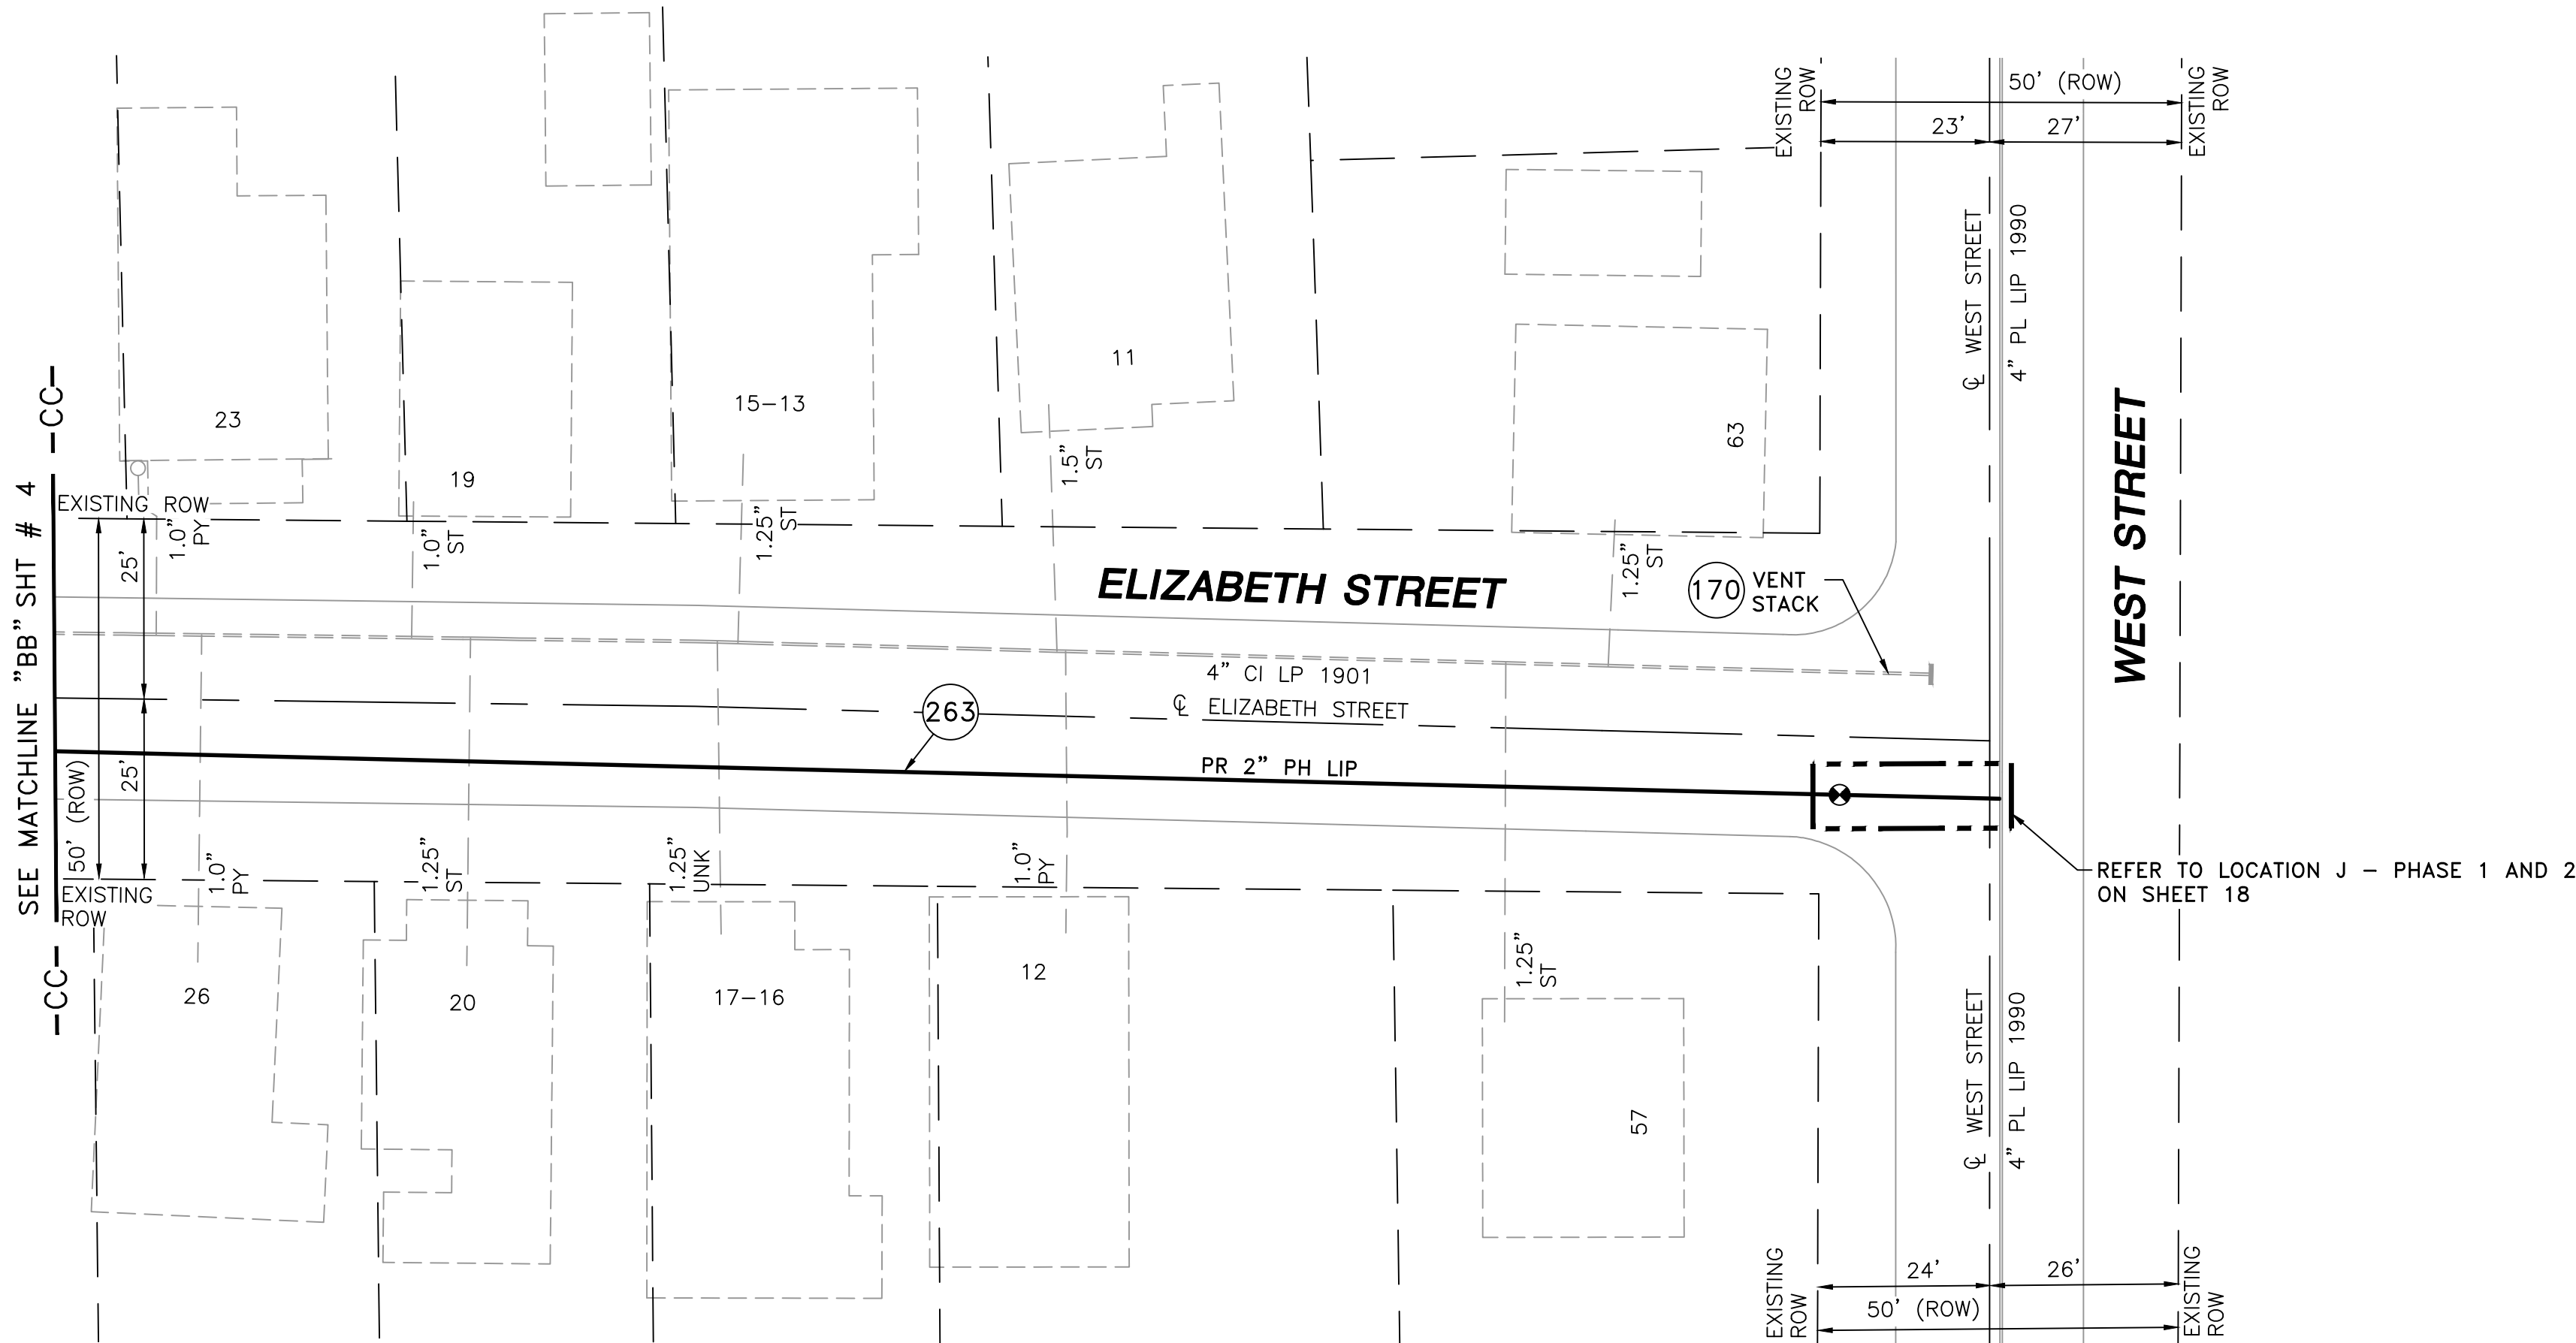 EXISTING
ROW
50' (ROW)
EXISTING
ROW
23'
27'
℄ WEST STREET
4" PL LIP 1990
11
15-13
23
63
19
1.5"
ST
WEST STREET
-CC-
SEE MATCHLINE "BB" SHT # 4
EXISTING ROW
25'
1.0"
PY
1.0"
ST
1.25"
ST
1.25"
ST
ELIZABETH STREET
170
VENT
STACK
4" CI LP 1901
℄ ELIZABETH STREET
263
PR 2" PH LIP
50' (ROW)
25'
EXISTING
ROW
1.0"
PY
1.25"
ST
1.25"
UNK
1.0"
PY
REFER TO LOCATION J - PHASE 1 AND 2
ON SHEET 18
-CC-
26
20
17-16
12
1.25"
ST
57
℄ WEST STREET
4" PL LIP 1990
EXISTING
ROW
24'
26'
50' (ROW)
EXISTING
ROW